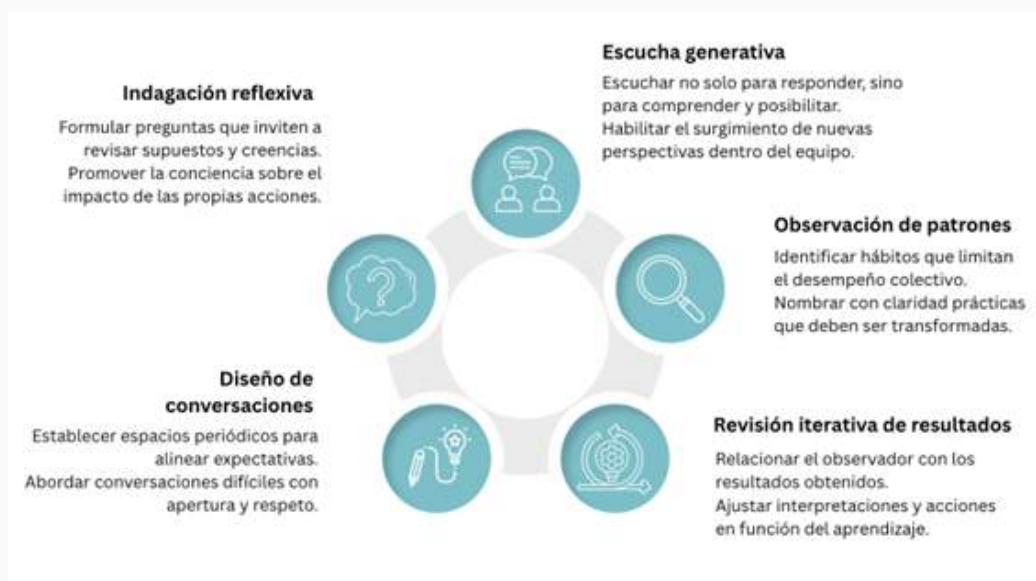 Escucha generativa
Escuchar no solo para responder, sino
para comprender y posibilitar.
Habilitar el surgimiento de nuevas
perspectivas dentro del equipo.
Observación de patrones
Identificar hábitos que limitan
el desempeño colectivo.
Nombrar con claridad prácticas
que deben ser transformadas.
Revisión iterativa de resultados
Relacionar el observador con los
resultados obtenidos.
Ajustar interpretaciones y acciones
en función del aprendizaje.
Diseño de
conversaciones
Establecer espacios periódicos para
alinear expectativas.
Abordar conversaciones difíciles con
apertura y respeto.
Indagación reflexiva
Formular preguntas que inviten a
revisar supuestos y creencias.
Promover la conciencia sobre el
impacto de las propias acciones.
?